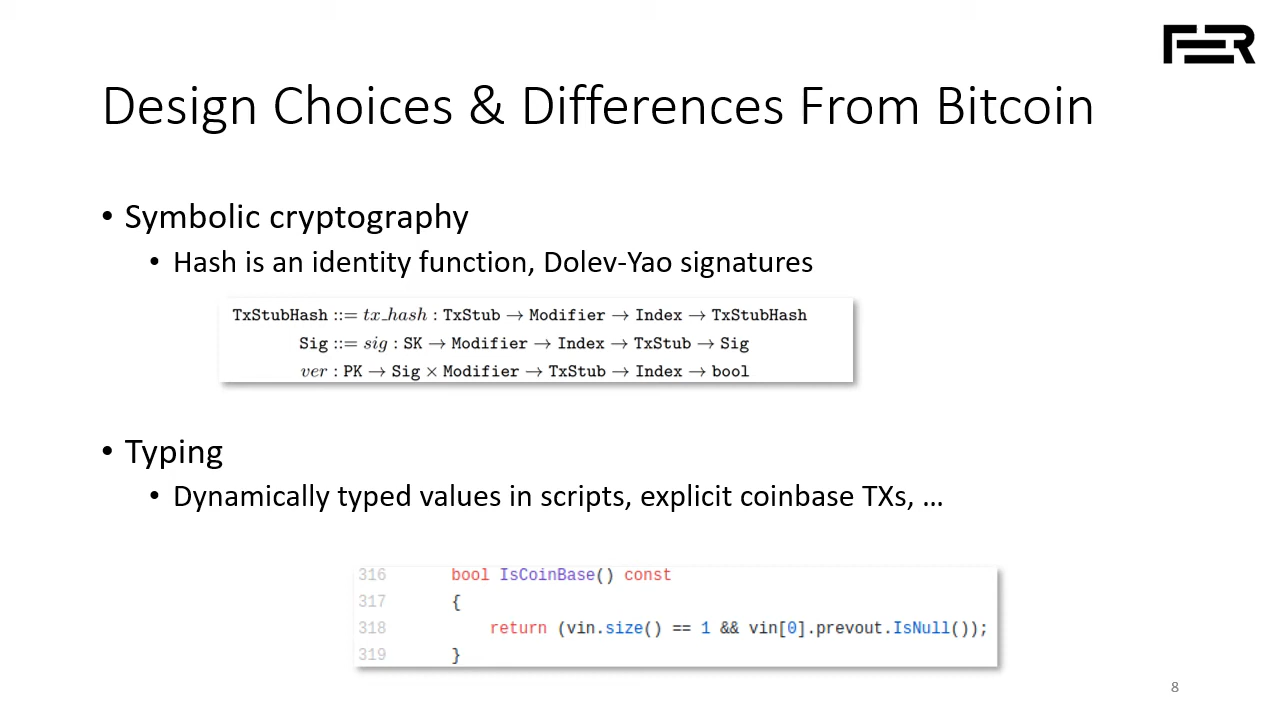 FER
Design Choices & Differences From Bitcoin
• Symbolic cryptography
• Hash is an identity function, Dolev-Yao signatures
TxStubHash ::= tx_hash : TxStub → Modifier → Index → TxStubHash
Sig ::= sig : SK → Modifier → Index → TxStub → Sig
ver : PK → Sig × Modifier → TxStub → Index → bool
• Typing
• Dynamically typed values in scripts, explicit coinbase TXs, …
316 bool IsCoinBase() const
317 {
318 return (vin.size() == 1 && vin[0].prevout.IsNull());
319 }
8